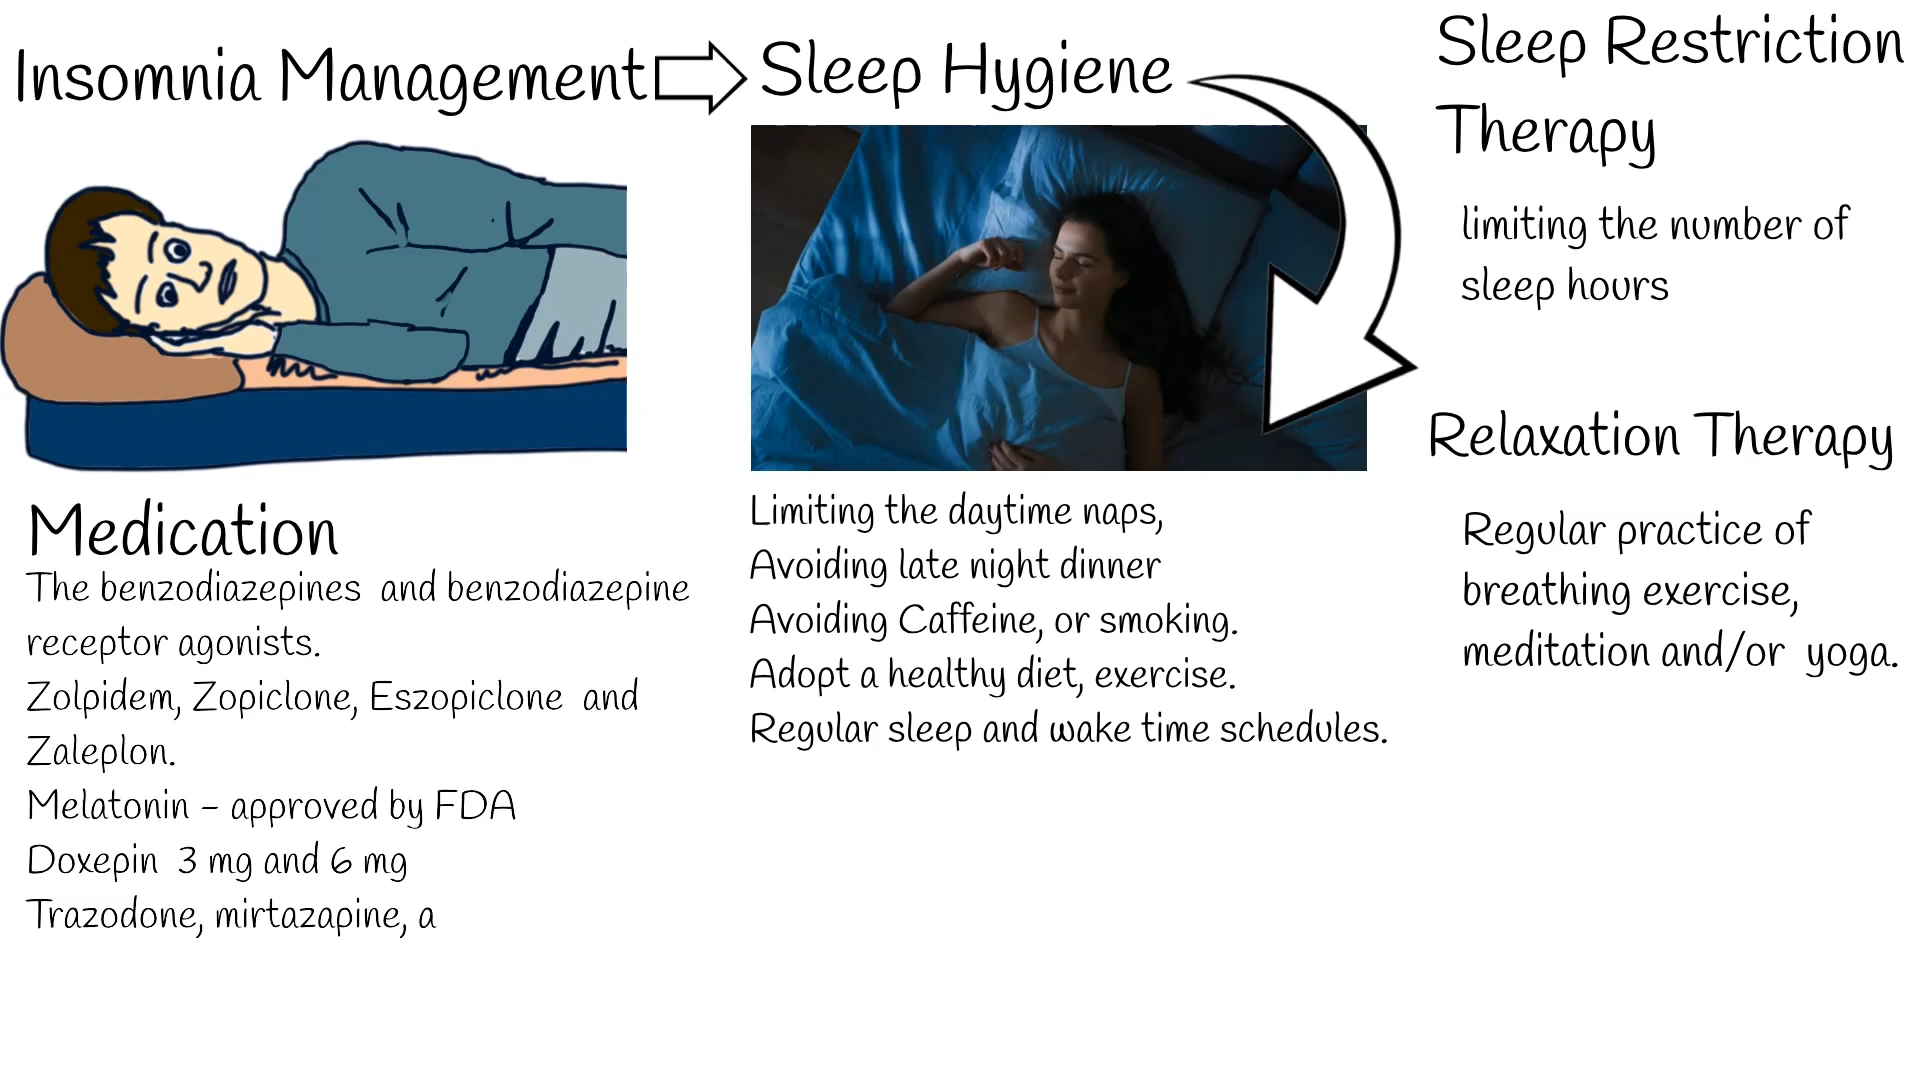 Insomnia Management
Medication
The benzodiazepines and benzodiazepine
receptor agonists.
Zolpidem, Zopiclone, Eszopiclone and
Zaleplon.
Melatonin – approved by FDA
Doxepin 3 mg and 6 mg
Trazodone, mirtazapine, a
Sleep Hygiene
Limiting the daytime naps,
Avoiding late night dinner
Avoiding Caffeine, or smoking.
Adopt a healthy diet, exercise.
Regular sleep and wake time schedules.
Sleep Restriction
Therapy
limiting the number of
sleep hours
Relaxation Therapy
Regular practice of
breathing exercise,
meditation and/or yoga.